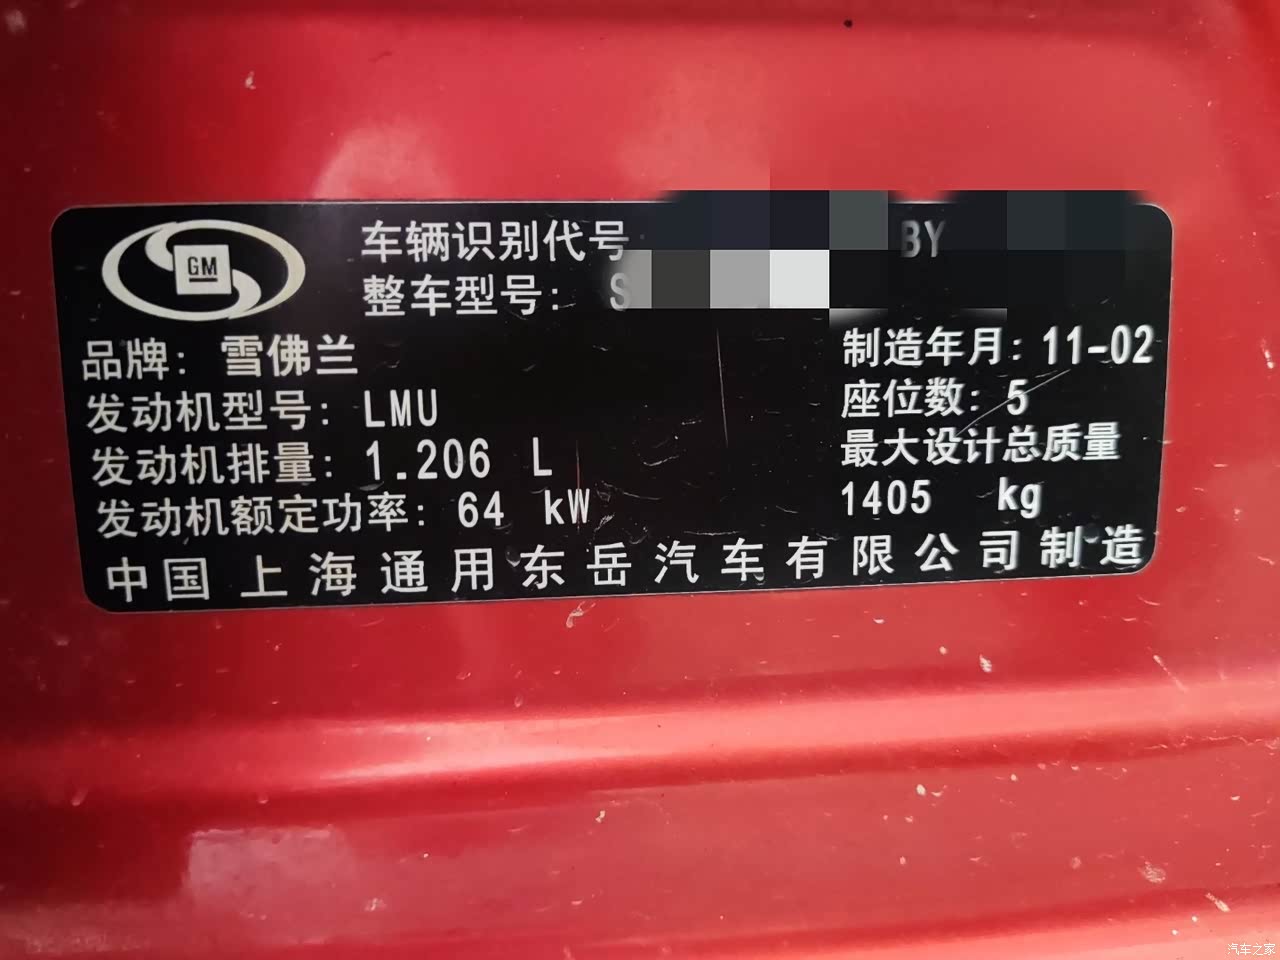 GM
车辆识别代号: BY
整车型号: S
品牌: 雪佛兰
发动机型号: LMU
发动机排量: 1.206 L
发动机额定功率: 64 kW
制造年月: 11-02
座位数: 5
最大设计总质量
1405 kg
中国上海通用东岳汽车有限公司制造
汽车之家